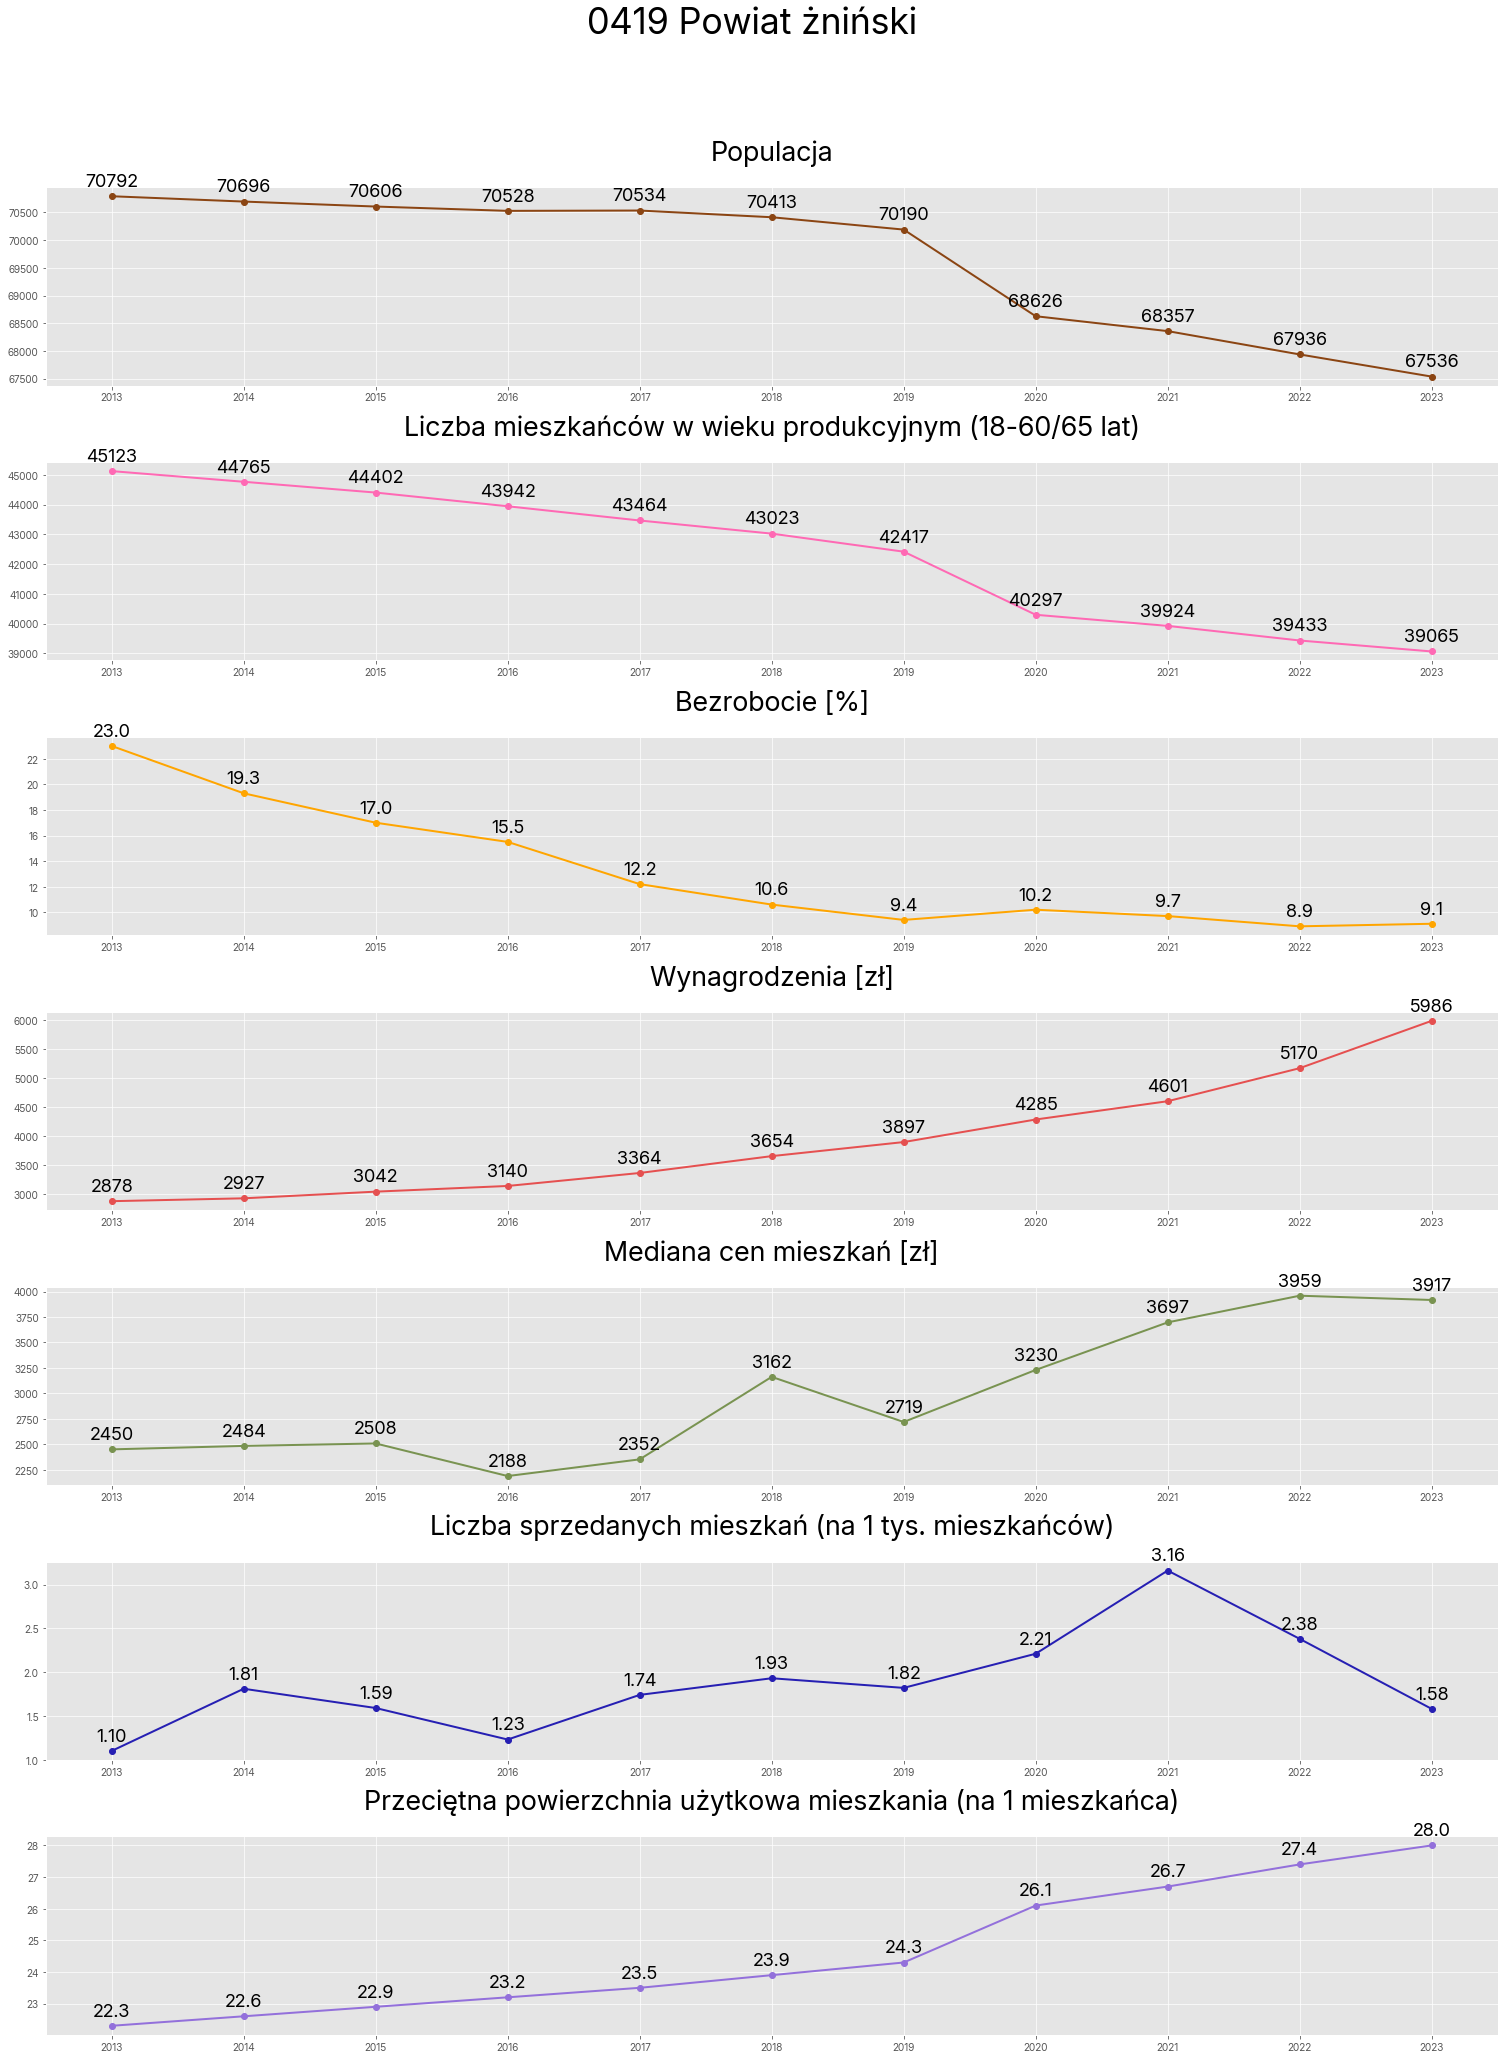 0419 Powiat żniński
Populacja
70792 70696 70606 70528 70534 70413 70190 68626 68357 67936 67536
70500
70000
69500
69000
68500
68000
67500
2013 2014 2015 2016 2017 2018 2019 2020 2021 2022 2023
Liczba mieszkańców w wieku produkcyjnym (18-60/65 lat)
45123 44765 44402 43942 43464 43023 42417 40297 39924 39433 39065
45000
44000
43000
42000
41000
40000
39000
2013 2014 2015 2016 2017 2018 2019 2020 2021 2022 2023
Bezrobocie [%]
23.0 19.3 17.0 15.5 12.2 10.6 9.4 10.2 9.7 8.9 9.1
22
20
18
16
14
12
10
2013 2014 2015 2016 2017 2018 2019 2020 2021 2022 2023
Wynagrodzenia [zł]
2878 2927 3042 3140 3364 3654 3897 4285 4601 5170 5986
6000
5500
5000
4500
4000
3500
3000
2013 2014 2015 2016 2017 2018 2019 2020 2021 2022 2023
Mediana cen mieszkań [zł]
2450 2484 2508 2188 2352 3162 2719 3230 3697 3959 3917
4000
3750
3500
3250
3000
2750
2500
2250
2013 2014 2015 2016 2017 2018 2019 2020 2021 2022 2023
Liczba sprzedanych mieszkań (na 1 tys. mieszkańców)
1.10 1.81 1.59 1.23 1.74 1.93 1.82 2.21 3.16 2.38 1.58
3.0
2.5
2.0
1.5
1.0
2013 2014 2015 2016 2017 2018 2019 2020 2021 2022 2023
Przeciętna powierzchnia użytkowa mieszkania (na 1 mieszkańca)
22.3 22.6 22.9 23.2 23.5 23.9 24.3 26.1 26.7 27.4 28.0
28
27
26
25
24
23
2013 2014 2015 2016 2017 2018 2019 2020 2021 2022 2023